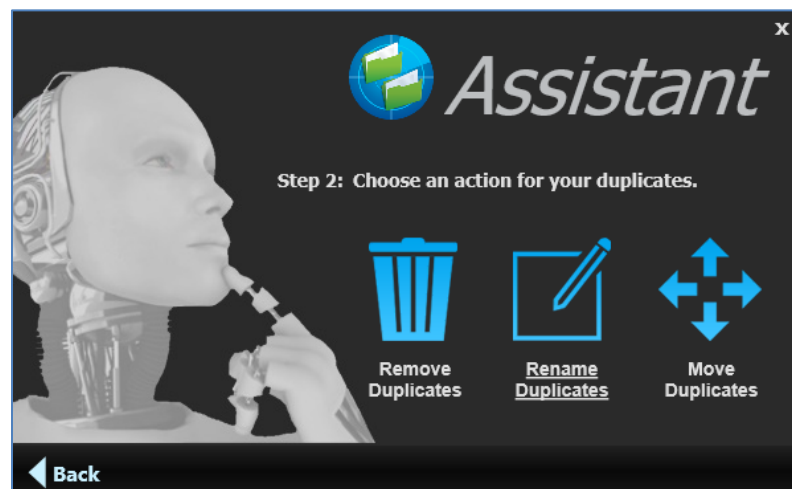 x
Assistant
Step 2: Choose an action for your duplicates.
Remove
Duplicates
Rename
Duplicates
Move
Duplicates
Back